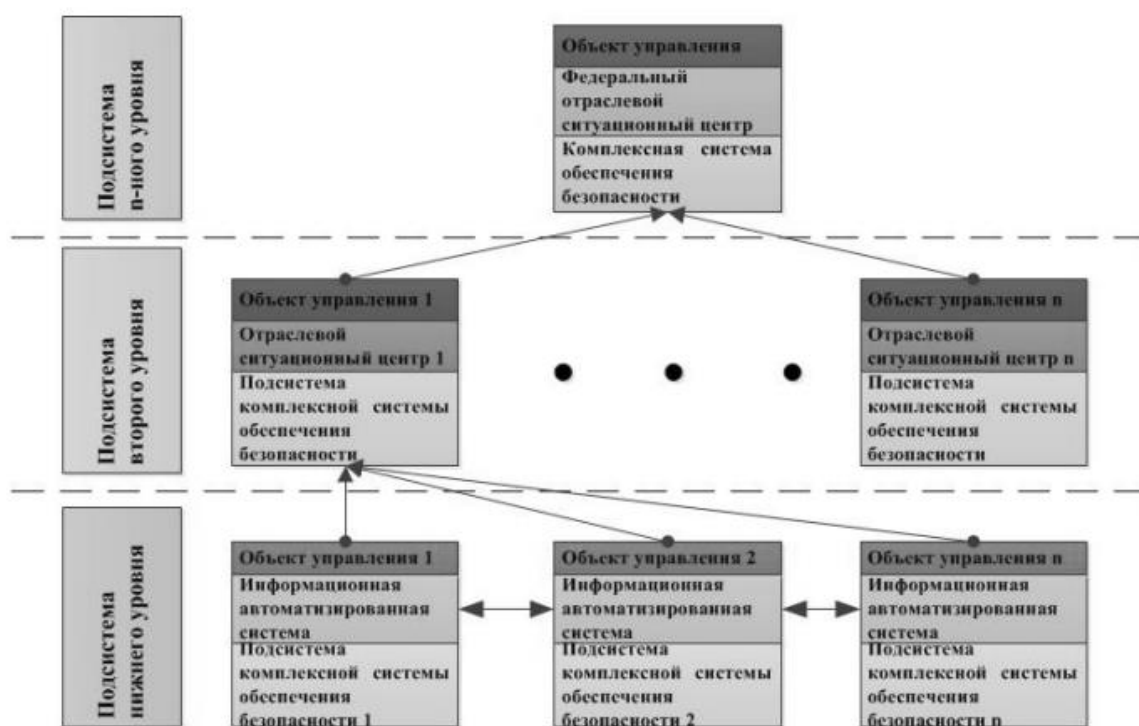 Подсистема
n-ного уровня
Объект управления
Федеральный
отраслевой
ситуационный центр
Комплексная система
обеспечения
безопасности
Подсистема
второго уровня
Объект управления 1
Отраслевой
ситуационный центр 1
Подсистема
комплексной системы
обеспечения
безопасности
Объект управления n
Отраслевой
ситуационный центр n
Подсистема
комплексной системы
обеспечения
безопасности
Подсистема
нижнего уровня
Объект управления 1
Информационная
автоматизированная
система
Подсистема
комплексной системы
обеспечения
безопасности 1
Объект управления 2
Информационная
автоматизированная
система
Подсистема
комплексной системы
обеспечения
безопасности 2
Объект управления n
Информационная
автоматизированная
система
Подсистема
комплексной системы
обеспечения
безопасности n